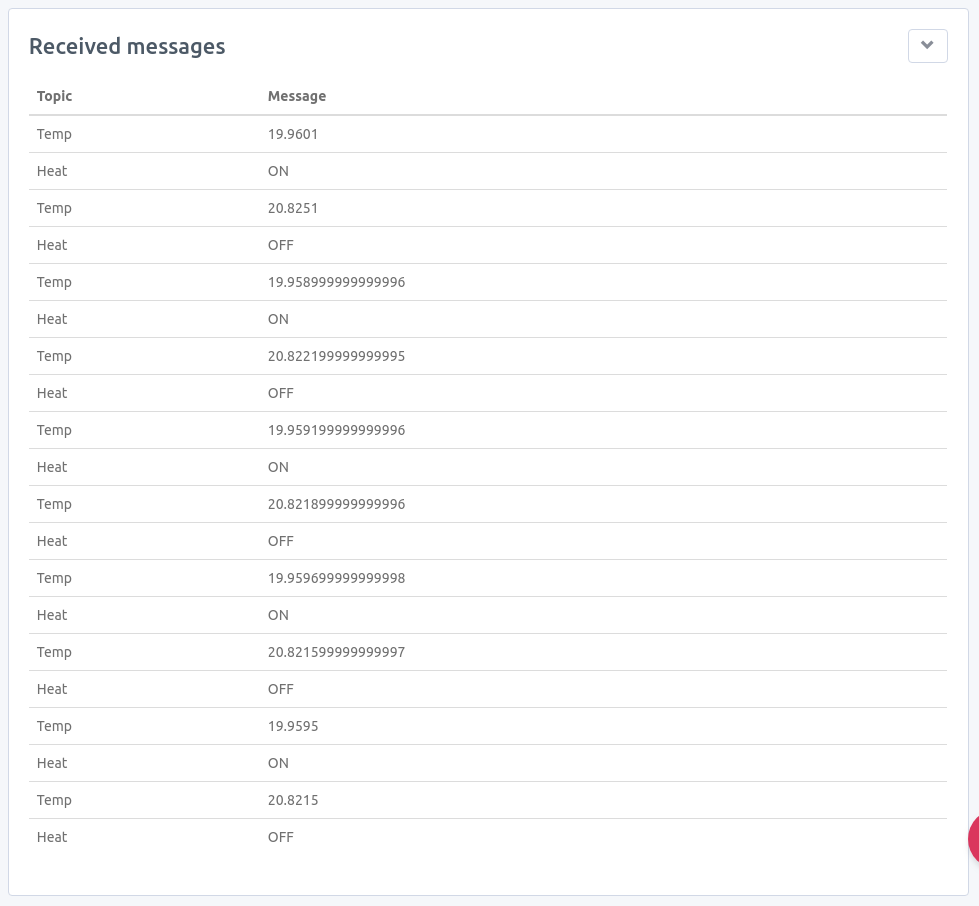 Received messages
Topic Message
Temp 19.9601
Heat ON
Temp 20.8251
Heat OFF
Temp 19.958999999999996
Heat ON
Temp 20.822199999999995
Heat OFF
Temp 19.959199999999996
Heat ON
Temp 20.821899999999996
Heat OFF
Temp 19.959699999999998
Heat ON
Temp 20.821599999999997
Heat OFF
Temp 19.9595
Heat ON
Temp 20.8215
Heat OFF